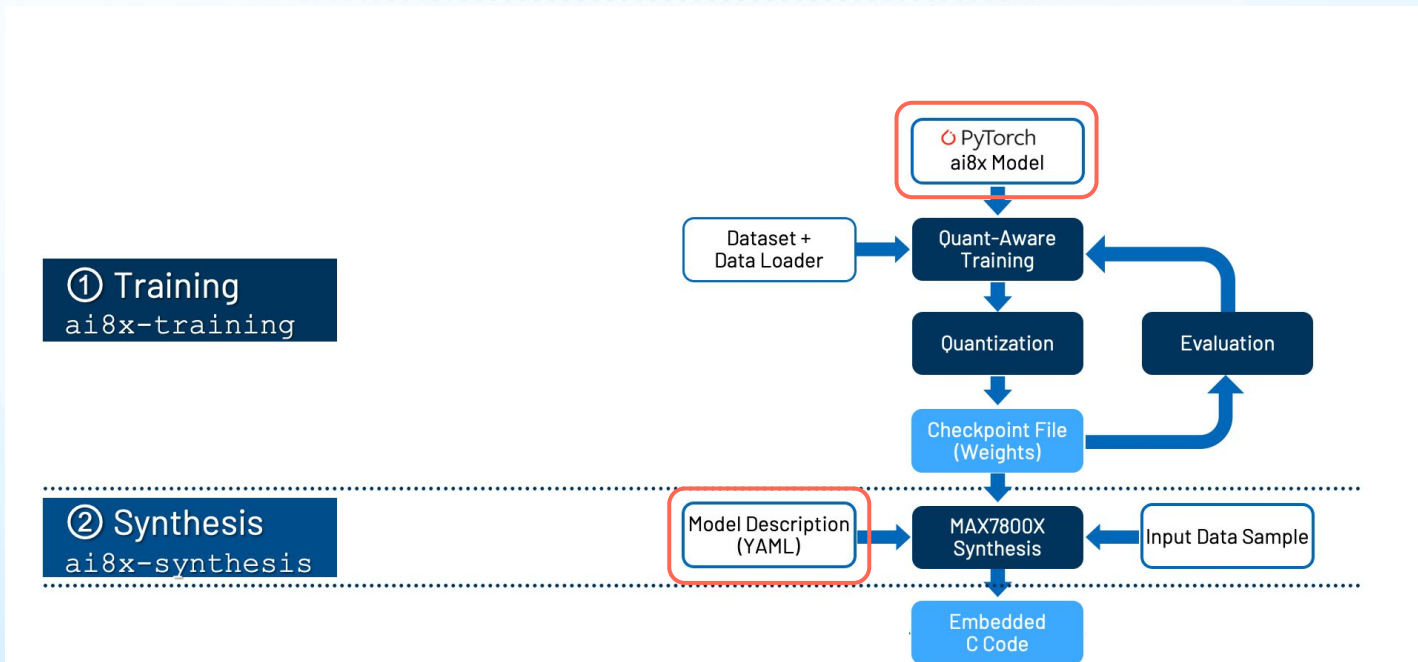 PyTorch
ai8x Model
Dataset +
Data Loader
Quant-Aware
Training
① Training
ai8x-training
Quantization
Evaluation
Checkpoint File
(Weights)
② Synthesis
ai8x-synthesis
Model Description
(YAML)
MAX7800X
Synthesis
Input Data Sample
Embedded
C Code